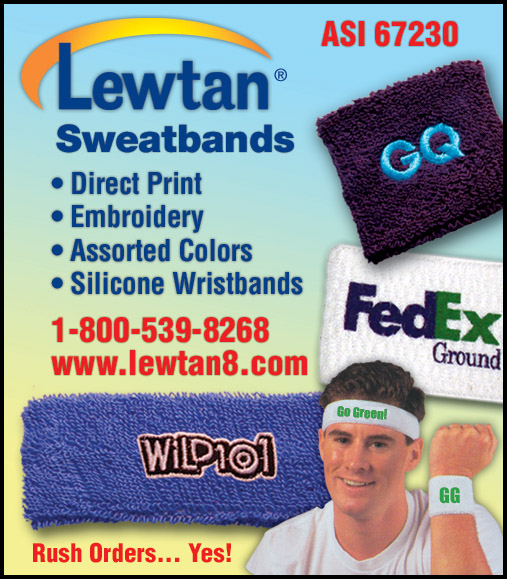 ASI 67230
Lewtan®
Sweatbands
• Direct Print
• Embroidery
• Assorted Colors
• Silicone Wristbands
1-800-539-8268
www.lewtan8.com
GQ
FedEx
Ground
WiLD101
Go Green!
GG
Rush Orders... Yes!